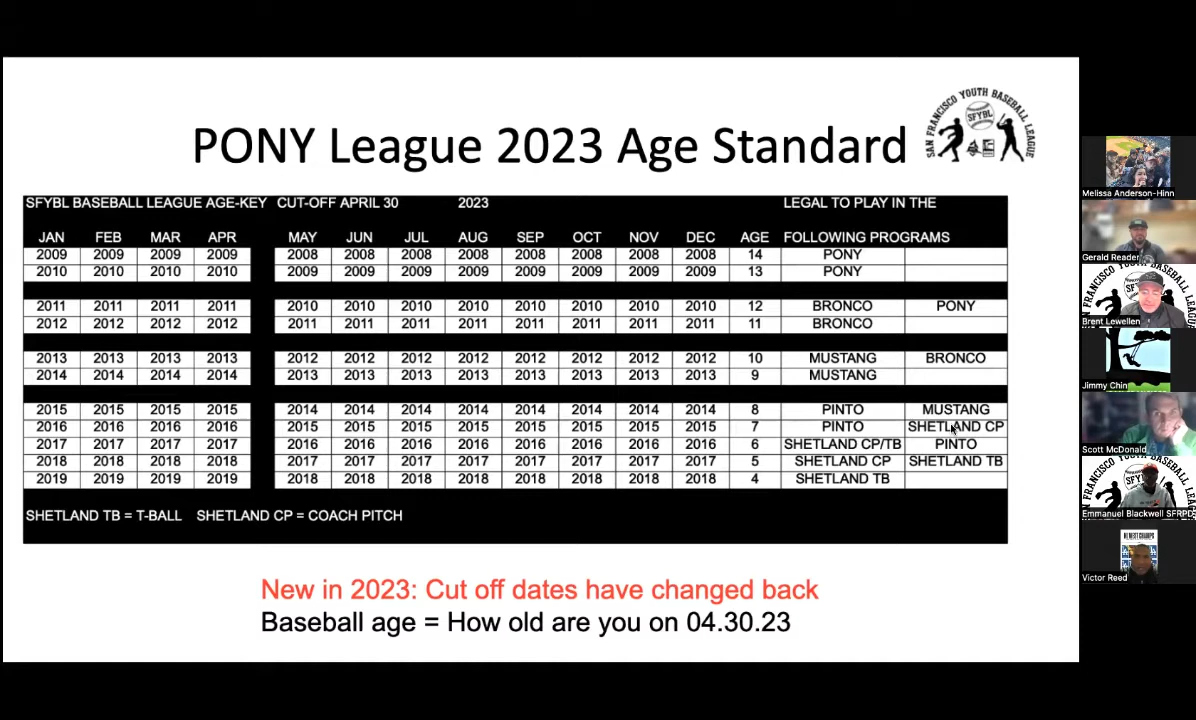 PONY League 2023 Age Standard
SAN FRANCISCO YOUTH BASEBALL LEAGUE
SFYBL
SFYBL BASEBALL LEAGUE AGE-KEY CUT-OFF APRIL 30 2023 LEGAL TO PLAY IN THE
JAN FEB MAR APR MAY JUN JUL AUG SEP OCT NOV DEC AGE FOLLOWING PROGRAMS
2009 2009 2009 2009 2008 2008 2008 2008 2008 2008 2008 2008 14 PONY
2010 2010 2010 2010 2009 2009 2009 2009 2009 2009 2009 2009 13 PONY
2011 2011 2011 2011 2010 2010 2010 2010 2010 2010 2010 2010 12 BRONCO PONY
2012 2012 2012 2012 2011 2011 2011 2011 2011 2011 2011 2011 11 BRONCO
2013 2013 2013 2013 2012 2012 2012 2012 2012 2012 2012 2012 10 MUSTANG BRONCO
2014 2014 2014 2014 2013 2013 2013 2013 2013 2013 2013 2013 9 MUSTANG
2015 2015 2015 2015 2014 2014 2014 2014 2014 2014 2014 2014 8 PINTO MUSTANG
2016 2016 2016 2016 2015 2015 2015 2015 2015 2015 2015 2015 7 PINTO SHETLAND CP
2017 2017 2017 2017 2016 2016 2016 2016 2016 2016 2016 2016 6 SHETLAND CP/TB PINTO
2018 2018 2018 2018 2017 2017 2017 2017 2017 2017 2017 2017 5 SHETLAND CP SHETLAND TB
2019 2019 2019 2019 2018 2018 2018 2018 2018 2018 2018 2018 4 SHETLAND TB
SHETLAND TB = T-BALL SHETLAND CP = COACH PITCH
New in 2023: Cut off dates have changed back
Baseball age = How old are you on 04.30.23
Melissa Anderson-Hinn
Gerald Reader
Brent Lewellen
Jimmy Chin
Scott McDonald
Emmanuel Blackwell SFRPD
Victor Reed